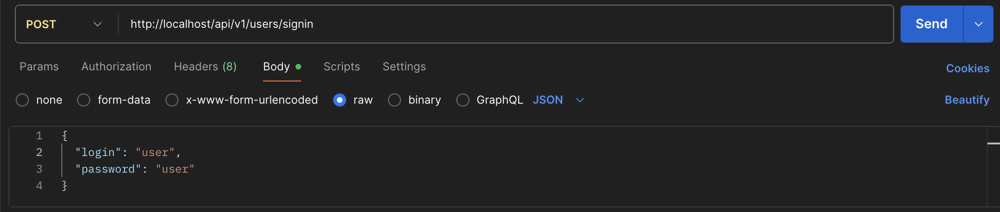 POST http://localhost/api/v1/users/signin Send
Params Authorization Headers (8) Body Scripts Settings Cookies
none form-data x-www-form-urlencoded raw binary GraphQL JSON Beautify
1 {
2 "login": "user",
3 "password": "user"
4 }